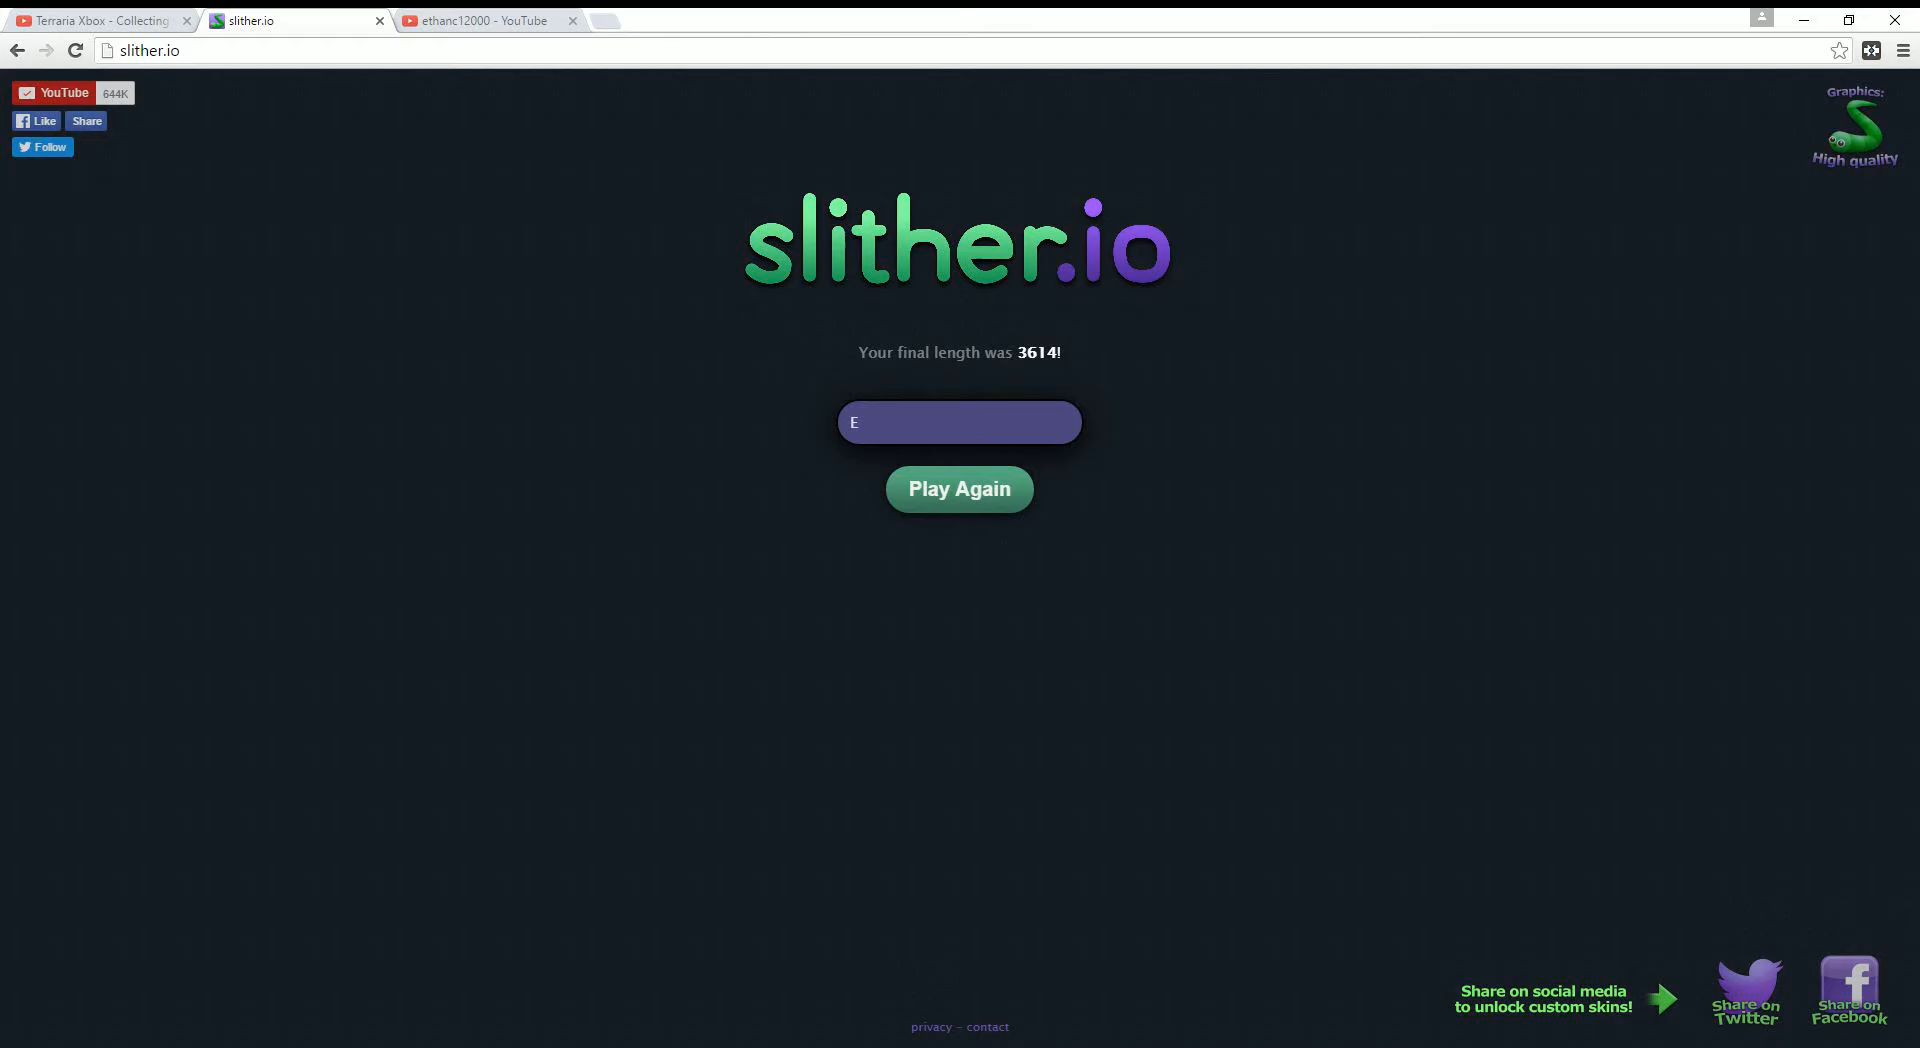 Terraria Xbox - Collecting
slither.io
ethanc12000 - YouTube
slither.io
YouTube 644K
Like Share
Follow
Graphics:
High quality
slither.io
Your final length was 3614!
E
Play Again
Share on social media
to unlock custom skins!
Share on
Twitter
Share on
Facebook
privacy - contact